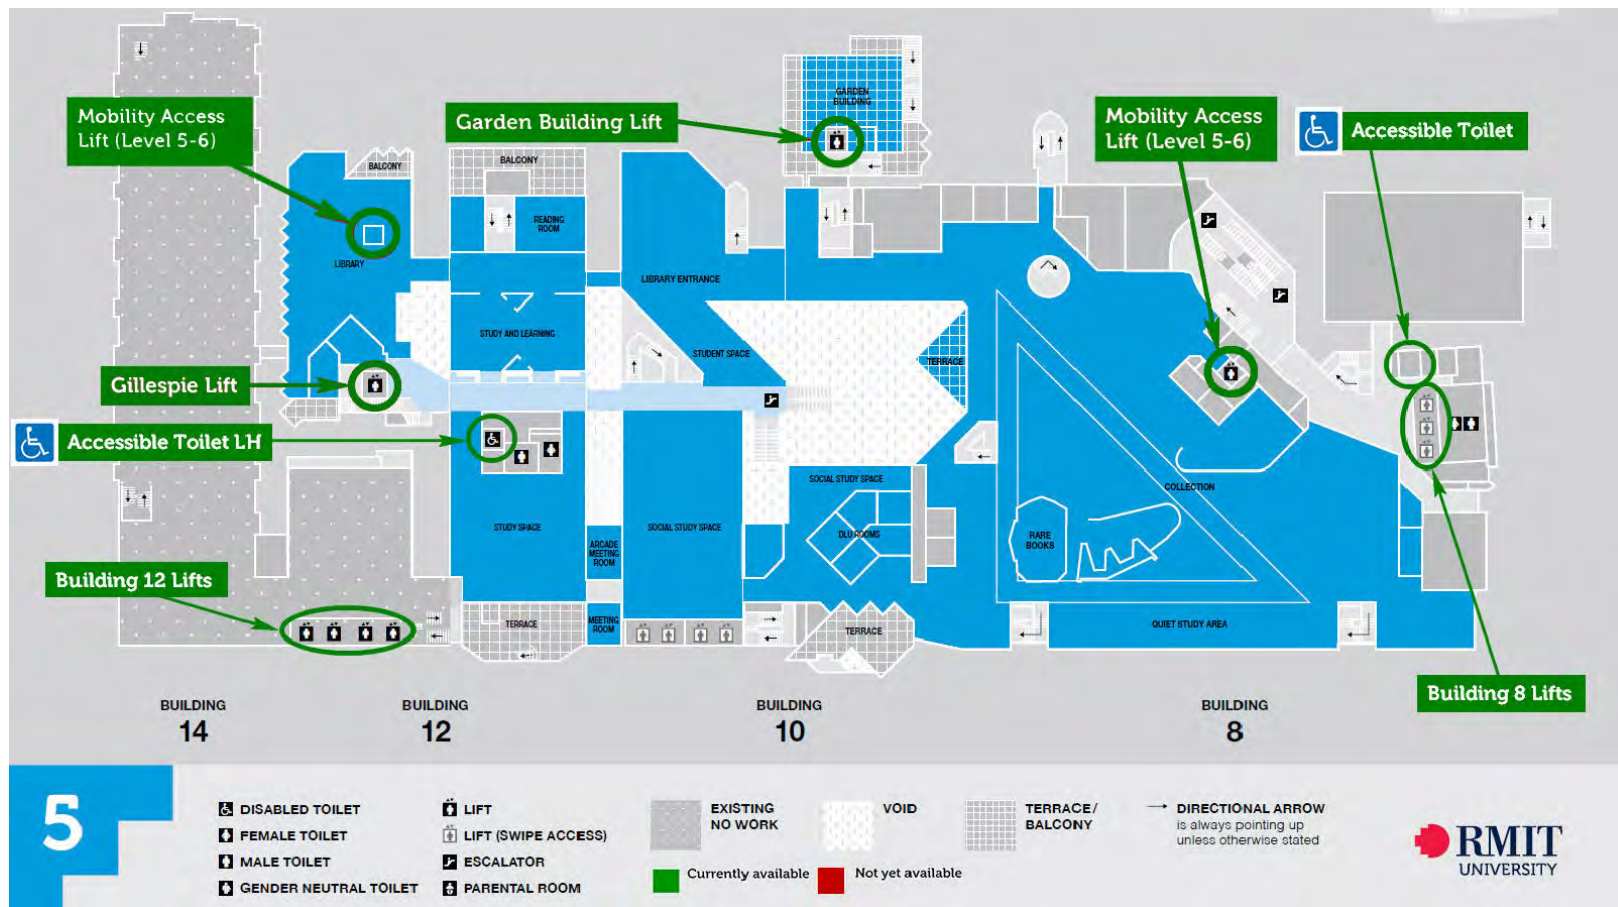 Mobility Access
Lift (Level 5-6)
Garden Building Lift
GARDEN
BUILDING
Mobility Access
Lift (Level 5-6)
Accessible Toilet
BALCONY
BALCONY
READING
ROOM
LIBRARY
LIBRARY ENTRANCE
STUDY AND LEARNING
STUDENT SPACE
TERRACE
Gillespie Lift
Accessible Toilet LH
SOCIAL STUDY SPACE
COLLECTION
STUDY SPACE
SOCIAL STUDY SPACE
DLU ROOMS
RARE
BOOKS
ARCADE
MEETING
ROOM
Building 12 Lifts
TERRACE
MEETING
ROOM
TERRACE
QUIET STUDY AREA
Building 8 Lifts
BUILDING
14
BUILDING
12
BUILDING
10
BUILDING
8
5
DISABLED TOILET
FEMALE TOILET
MALE TOILET
GENDER NEUTRAL TOILET
LIFT
LIFT (SWIPE ACCESS)
ESCALATOR
PARENTAL ROOM
EXISTING
NO WORK
VOID
TERRACE/
BALCONY
DIRECTIONAL ARROW
is always pointing up
unless otherwise stated
Currently available
Not yet available
RMIT
UNIVERSITY